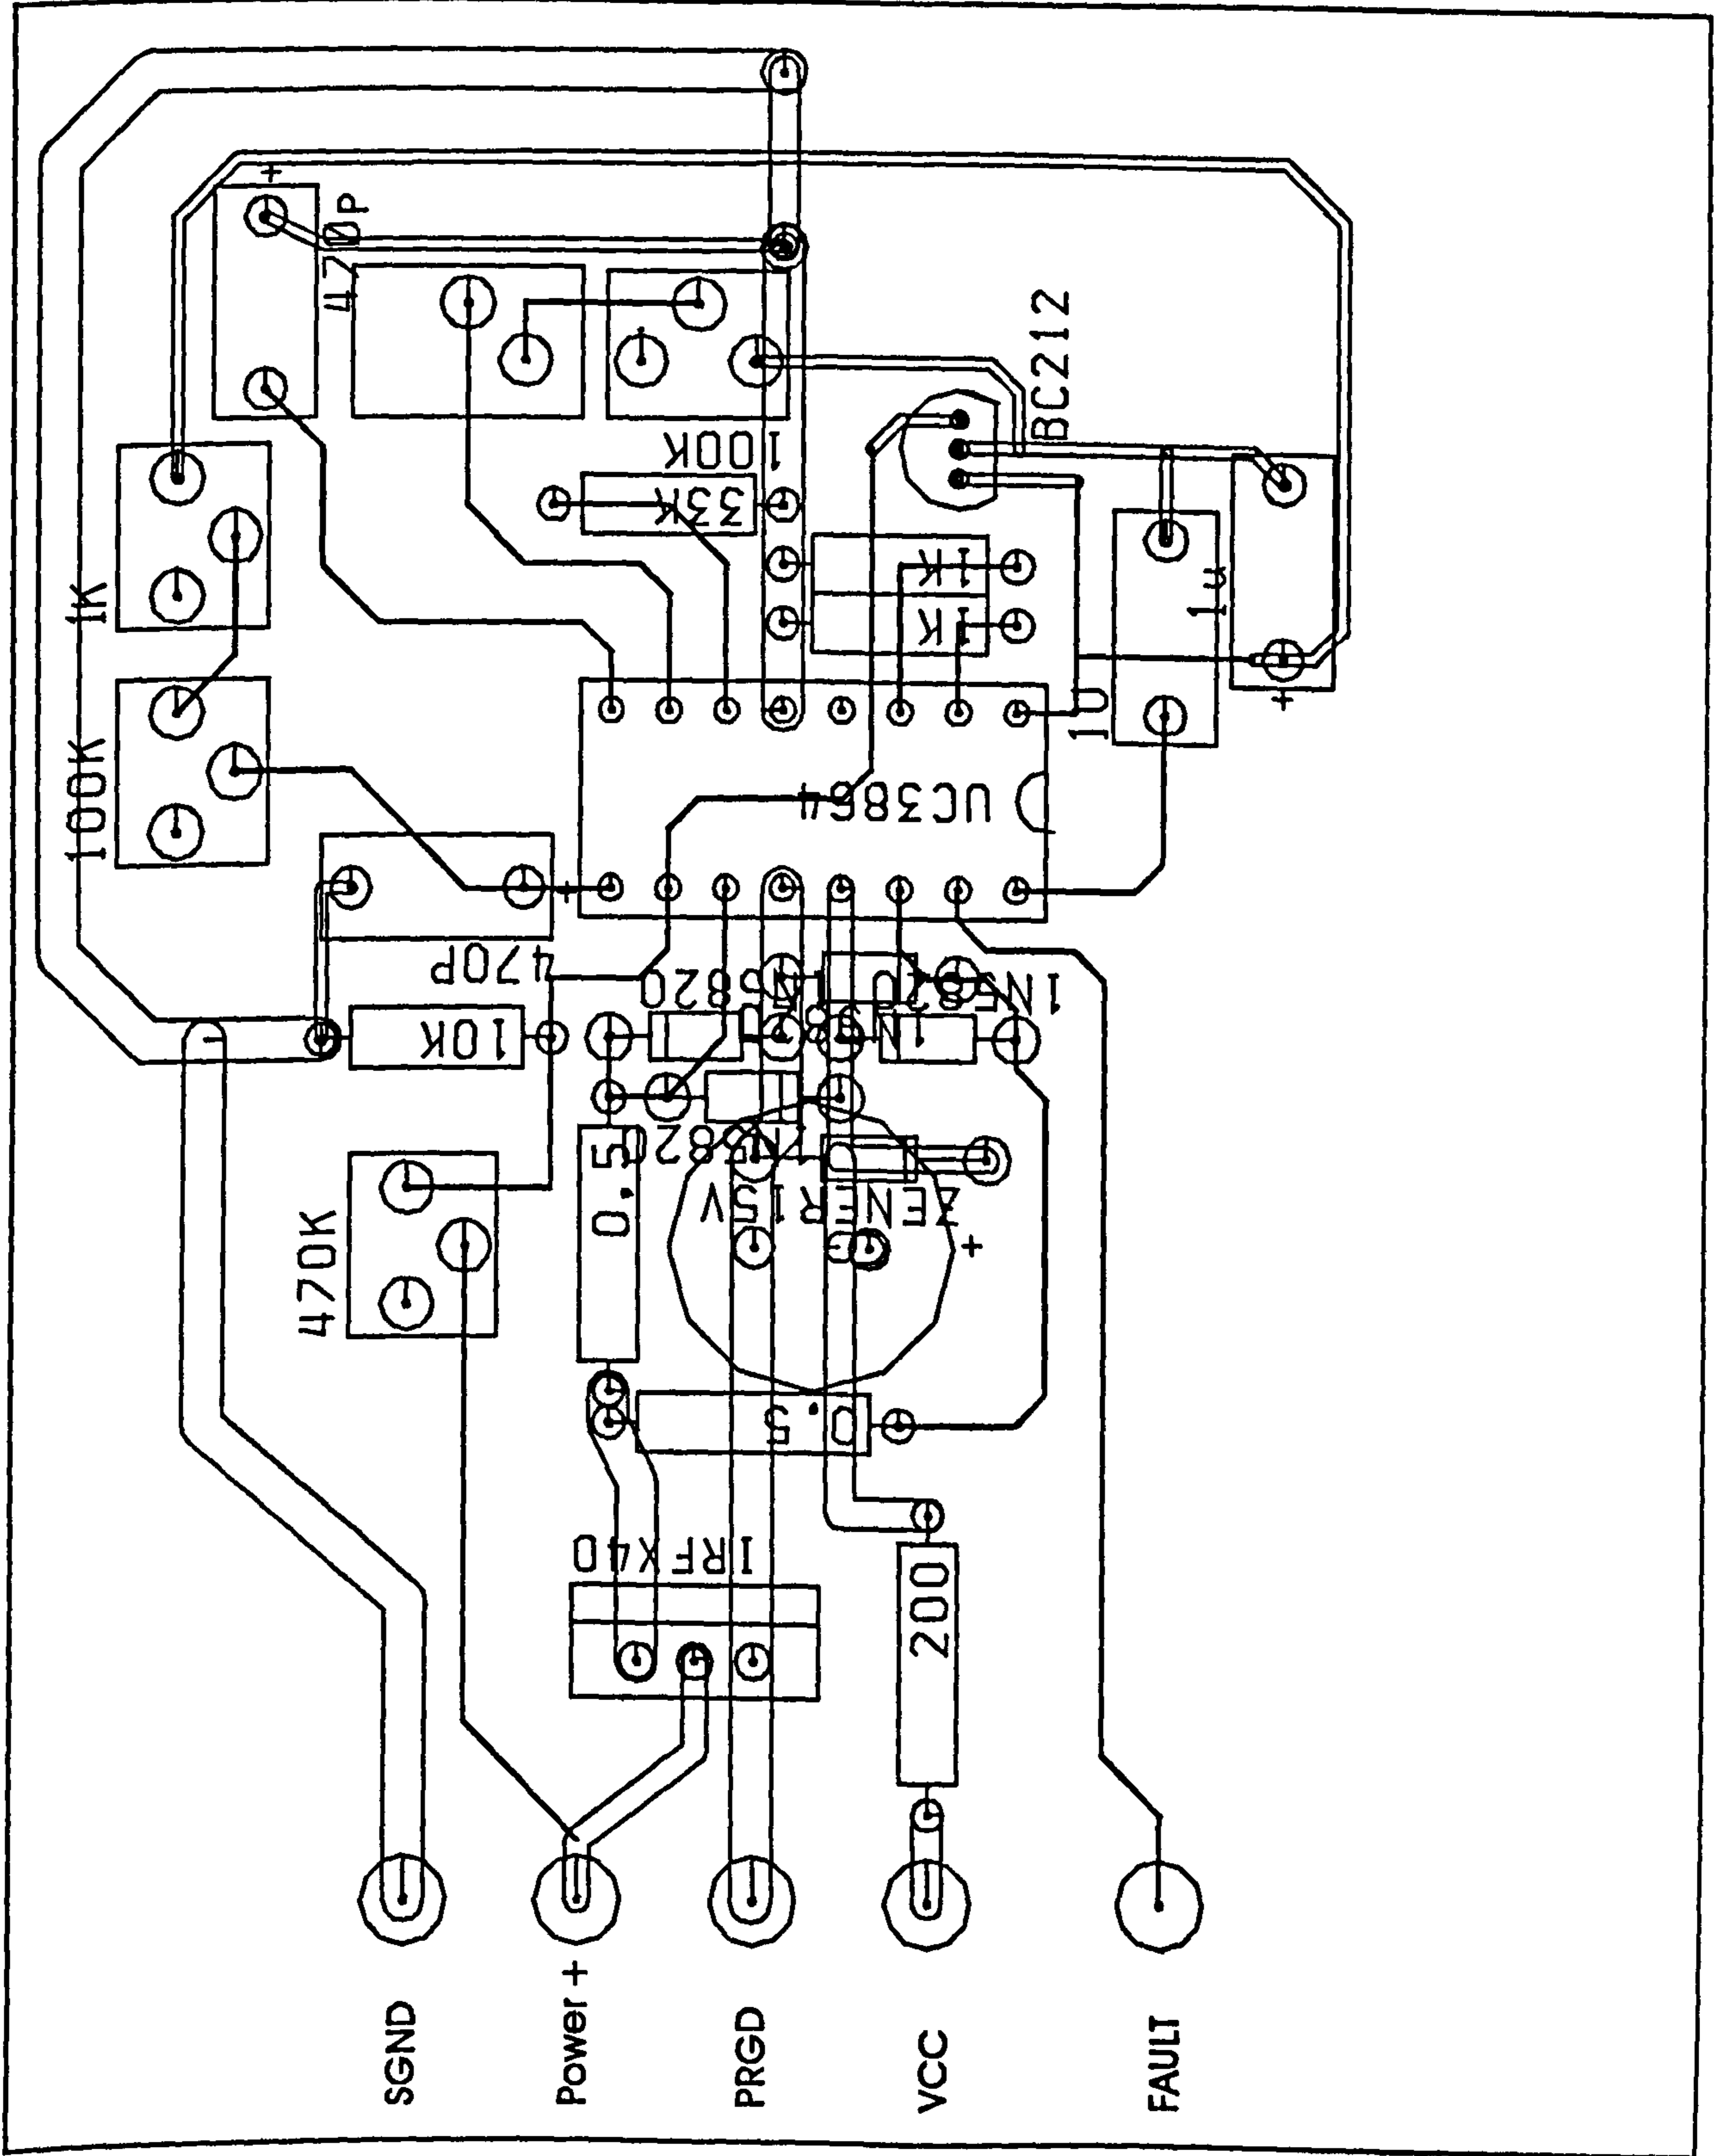 +
470P
BC212
100K
33K
1K
1K
1K
1u
+
1U
100K
UC3864
+
470P
1N5820
1N5820
10K
1N5820
0.5
ZENER15V
+
470K
0.5
IRFX40
200
SGND
Power +
PRGD
VCC
FAULT